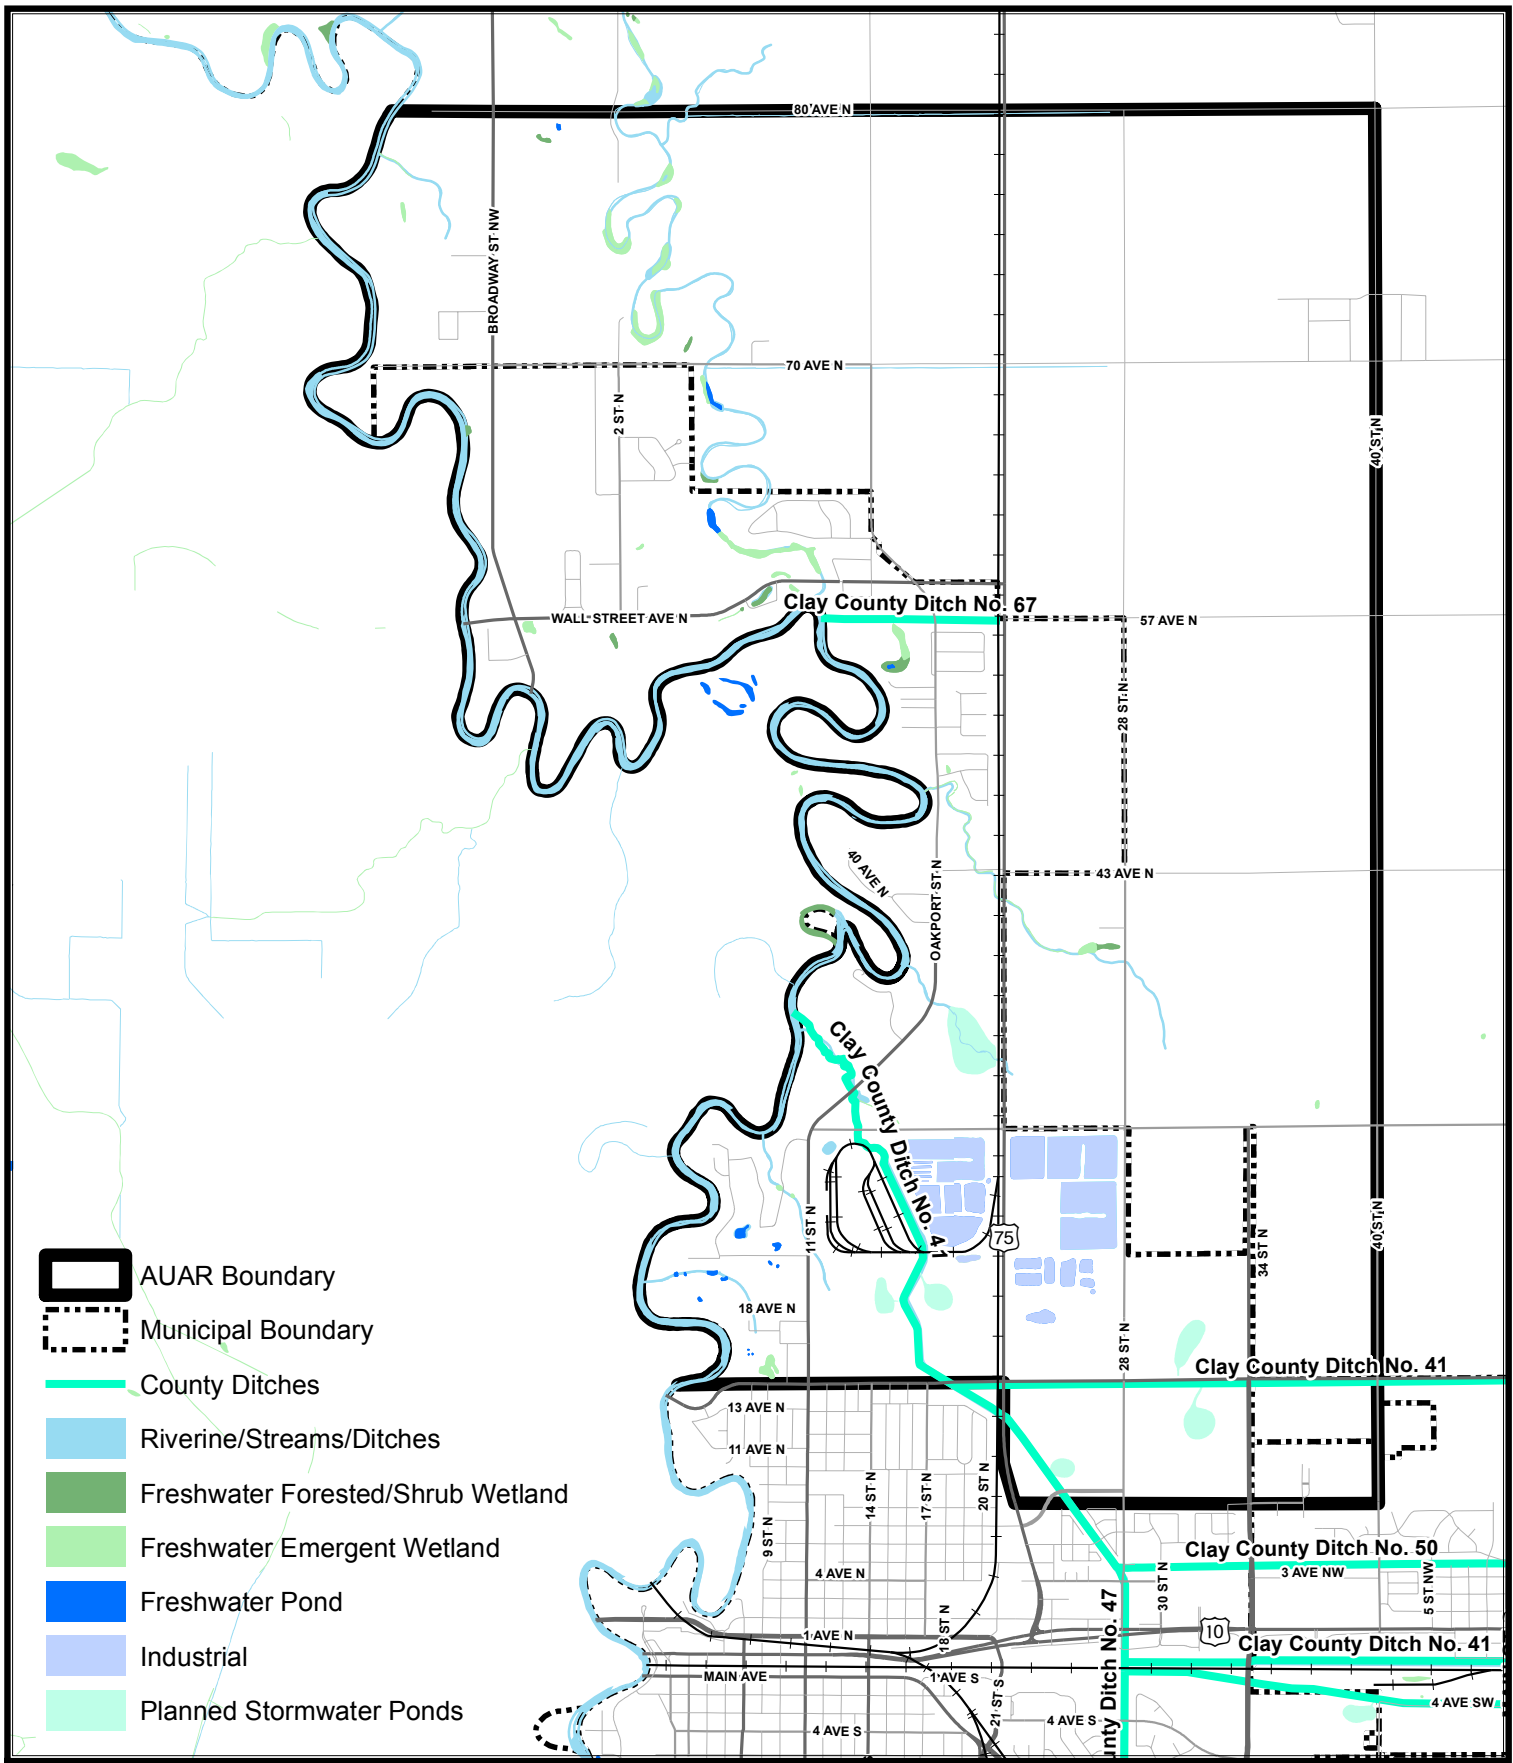 80 AVE N
BROADWAY ST NW
70 AVE N
2 ST N
40 ST N
Clay County Ditch No. 67
WALL STREET AVE N
57 AVE N
28 ST N
40 AVE N
OAKPORT ST N
43 AVE N
Clay County Ditch No. 41
11 ST N
75
34 ST N
40 ST N
18 AVE N
28 ST N
Clay County Ditch No. 41
13 AVE N
11 AVE N
14 ST N
17 ST N
20 ST N
9 ST N
Clay County Ditch No. 50
4 AVE N
3 AVE NW
30 ST N
5 ST NW
18 ST N
1 AVE N
10
Clay County Ditch No. 41
MAIN AVE
1 AVE S
21 ST S
unty Ditch No. 47
4 AVE SW
4 AVE S
4 AVE S
AUAR Boundary
Municipal Boundary
County Ditches
Riverine/Streams/Ditches
Freshwater Forested/Shrub Wetland
Freshwater Emergent Wetland
Freshwater Pond
Industrial
Planned Stormwater Ponds